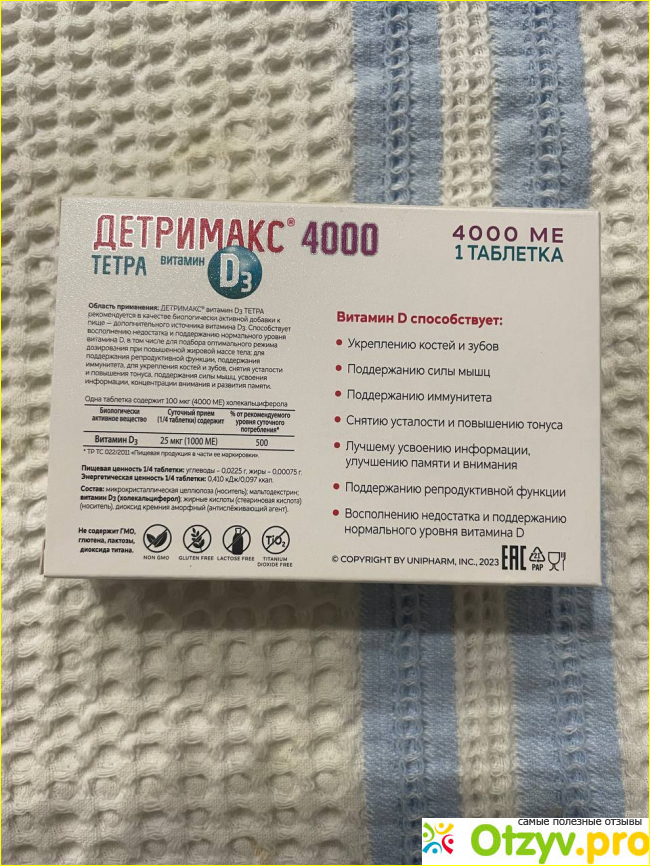 ДЕТРИМАКС® 4000
ТЕТРА витамин D3
4000 МЕ
1 ТАБЛЕТКА
Область применения: ДЕТРИМАКС® витамин D3 ТЕТРА
рекомендуется в качестве биологически активной добавки к
пище – дополнительного источника витамина D3. Способствует
восполнению недостатка и поддержанию нормального уровня
витамина D, в том числе для подбора оптимального режима
дозирования при повышенной жировой массе тела; для
поддержания репродуктивной функции, поддержания
иммунитета, для укрепления костей и зубов, снятия усталости
и повышения тонуса, поддержания силы мышц, усвоения
информации, концентрации внимания и развития памяти.
Одна таблетка содержит 100 мкг (4000 МЕ) холекальциферола
Биологически активное вещество | Суточный прием (1/4 таблетки) содержит | % от рекомендуемого уровня суточного потребления*
Витамин D3 | 25 мкг (1000 МЕ) | 500
* ТР ТС 022/2011 «Пищевая продукция в части ее маркировки».
Пищевая ценность 1/4 таблетки: углеводы – 0,0225 г, жиры – 0,00075 г.
Энергетическая ценность 1/4 таблетки: 0,410 кДж/0,097 ккал.
Состав: микрокристаллическая целлюлоза (носитель); мальтодекстрин;
витамин D3 (холекальциферол); жирные кислоты (стеариновая кислота)
(носитель), диоксид кремния аморфный (антислёживающий агент).
Не содержит ГМО,
глютена, лактозы,
диоксида титана.
NON GMO
GLUTEN FREE
LACTOSE FREE
TiO2
TITANIUM
DIOXIDE FREE
Витамин D способствует:
• Укреплению костей и зубов
• Поддержанию силы мышц
• Поддержанию иммунитета
• Снятию усталости и повышению тонуса
• Лучшему усвоению информации,
улучшению памяти и внимания
• Поддержанию репродуктивной функции
• Восполнению недостатка и поддержанию
нормального уровня витамина D
© COPYRIGHT BY UNIPHARM, INC., 2023
EAC
21
PAP
самые полезные отзывы
Otzyv.pro